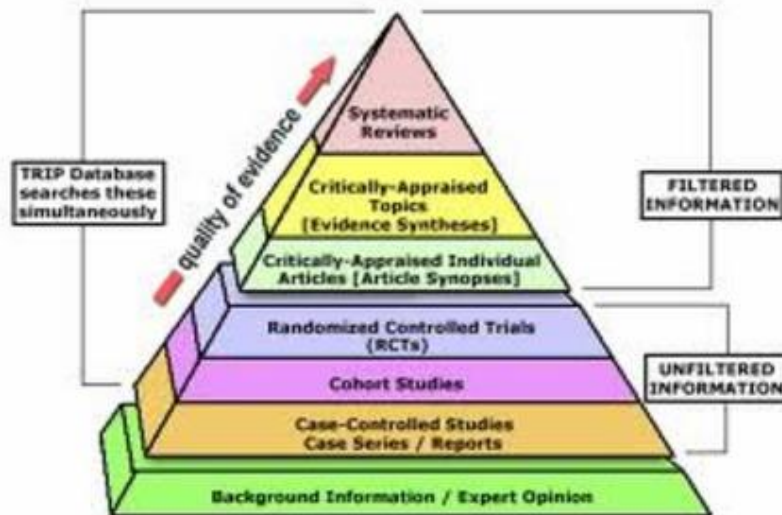 Systematic
Reviews
quality of evidence
TRIP Database
searches these
simultaneously
Critically-Appraised
Topics
[Evidence Syntheses]
FILTERED
INFORMATION
Critically-Appraised Individual
Articles [Article Synopses]
Randomized Controlled Trials
(RCTs)
UNFILTERED
INFORMATION
Cohort Studies
Case-Controlled Studies
Case Series / Reports
Background Information / Expert Opinion